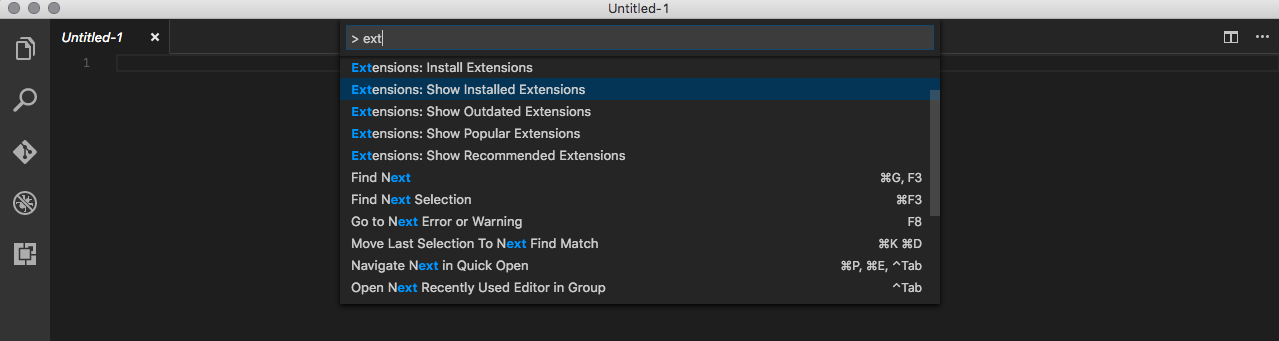 Untitled-1
Untitled-1
> ext
1
Extensions: Install Extensions
Extensions: Show Installed Extensions
Extensions: Show Outdated Extensions
Extensions: Show Popular Extensions
Extensions: Show Recommended Extensions
Find Next ⌘G, F3
Find Next Selection ⌘F3
Go to Next Error or Warning F8
Move Last Selection To Next Find Match ⌘K ⌘D
Navigate Next in Quick Open ⌘P, ⌘E, ^Tab
Open Next Recently Used Editor in Group ^Tab